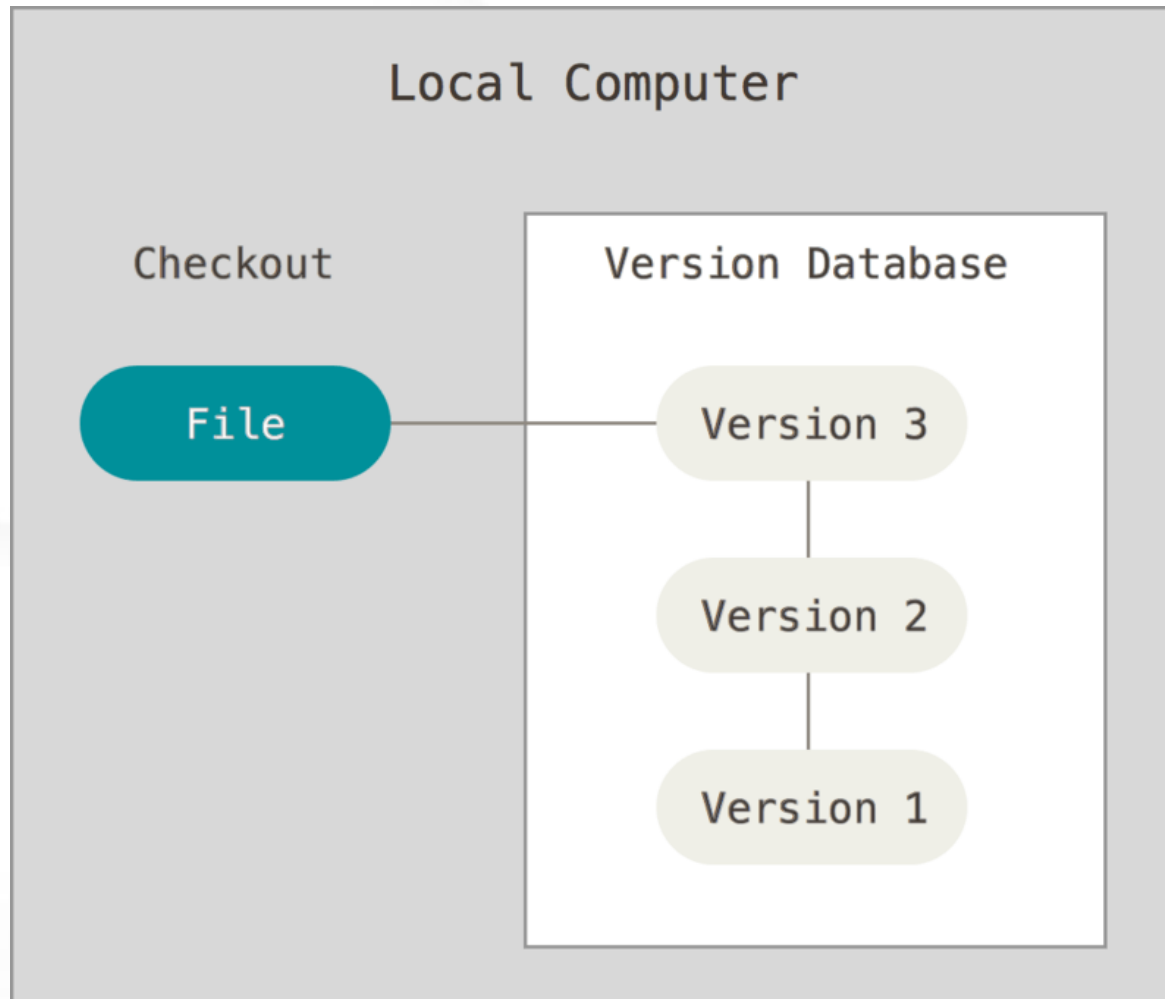 Local Computer
Checkout
Version Database
File
Version 3
Version 2
Version 1